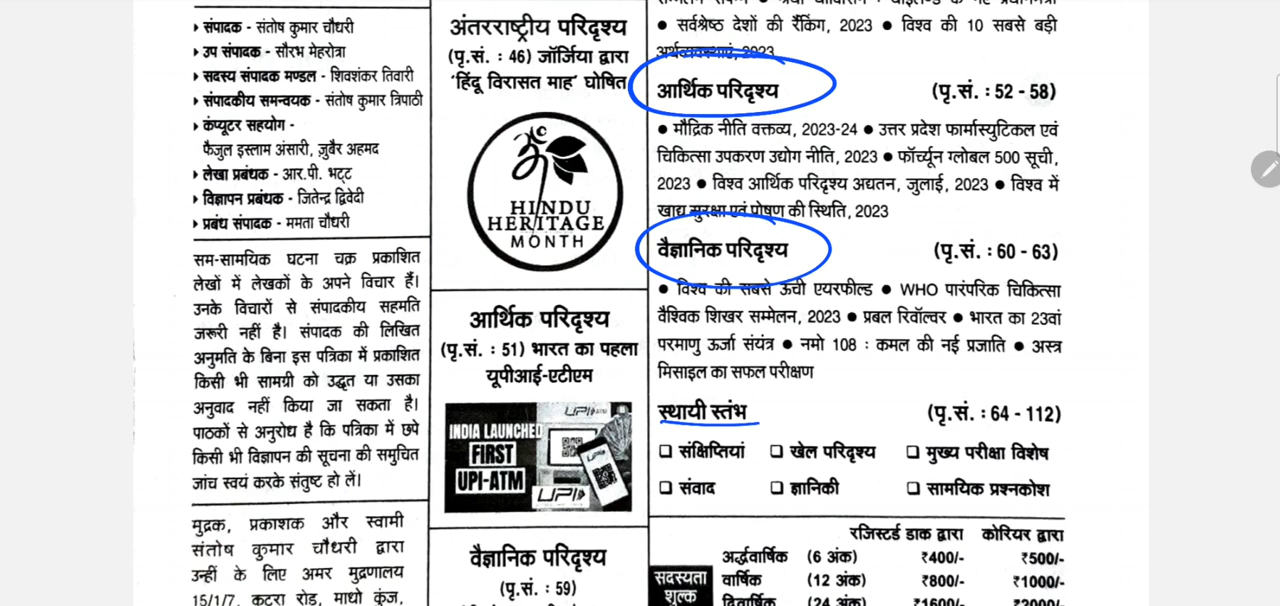 ▸ संपादक - संतोष कुमार चौधरी
▸ उप संपादक - सौरभ मेहरोत्रा
▸ सदस्य संपादक मण्डल - शिवशंकर तिवारी
▸ संपादकीय समन्वयक - संतोष कुमार त्रिपाठी
▸ कंप्यूटर सहयोग -
फैजुल इस्लाम अंसारी, जुबैर अहमद
▸ लेखा प्रबंधक - आर.पी. भट्ट
▸ विज्ञापन प्रबंधक - जितेन्द्र द्विवेदी
▸ प्रबंध संपादक - ममता चौधरी
सम-सामयिक घटना चक्र प्रकाशित
लेखों में लेखकों के अपने विचार हैं।
उनके विचारों से संपादकीय सहमति
जरूरी नहीं है। संपादक की लिखित
अनुमति के बिना इस पत्रिका में प्रकाशित
किसी भी सामग्री को उद्धृत या उसका
अनुवाद नहीं किया जा सकता है।
पाठकों से अनुरोध है कि पत्रिका में छपे
किसी भी विज्ञापन की सूचना की समुचित
जांच स्वयं करके संतुष्ट हो लें।
मुद्रक, प्रकाशक और स्वामी
संतोष कुमार चौधरी द्वारा
उन्हीं के लिए अमर मुद्रणालय
15/1/7, कटरा रोड, माधो कुंज,
अंतरराष्ट्रीय परिदृश्य
(पृ.सं. : 46) जॉर्जिया द्वारा
'हिंदू विरासत माह' घोषित
HINDU
HERITAGE
MONTH
आर्थिक परिदृश्य
(पृ.सं. : 51) भारत का पहला
यूपीआई-एटीएम
INDIA LAUNCHED
FIRST
UPI-ATM
UPI
वैज्ञानिक परिदृश्य
(पृ.सं. : 59)
● सर्वश्रेष्ठ देशों की रैंकिंग, 2023 ● विश्व की 10 सबसे बड़ी
अर्थव्यवस्थाएं, 2023
आर्थिक परिदृश्य (पृ.सं. : 52 - 58)
● मौद्रिक नीति वक्तव्य, 2023-24 ● उत्तर प्रदेश फार्मास्युटिकल एवं
चिकित्सा उपकरण उद्योग नीति, 2023 ● फॉर्च्यून ग्लोबल 500 सूची,
2023 ● विश्व आर्थिक परिदृश्य अद्यतन, जुलाई, 2023 ● विश्व में
खाद्य सुरक्षा एवं पोषण की स्थिति, 2023
वैज्ञानिक परिदृश्य (पृ.सं. : 60 - 63)
● विश्व की सबसे ऊंची एयरफील्ड ● WHO पारंपरिक चिकित्सा
वैश्विक शिखर सम्मेलन, 2023 ● प्रबल रिवॉल्वर ● भारत का 23वां
परमाणु ऊर्जा संयंत्र ● नमो 108 : कमल की नई प्रजाति ● अस्त्र
मिसाइल का सफल परीक्षण
स्थायी स्तंभ (पृ.सं. : 64 - 112)
❑ संक्षिप्तियां ❑ खेल परिदृश्य ❑ मुख्य परीक्षा विशेष
❑ संवाद ❑ ज्ञानिकी ❑ सामयिक प्रश्नकोश
रजिस्टर्ड डाक द्वारा कोरियर द्वारा
सदस्यता शुल्क
अर्द्धवार्षिक (6 अंक) ₹400/- ₹500/-
वार्षिक (12 अंक) ₹800/- ₹1000/-
द्विवार्षिक (24 अंक) ₹1600/- ₹2000/-